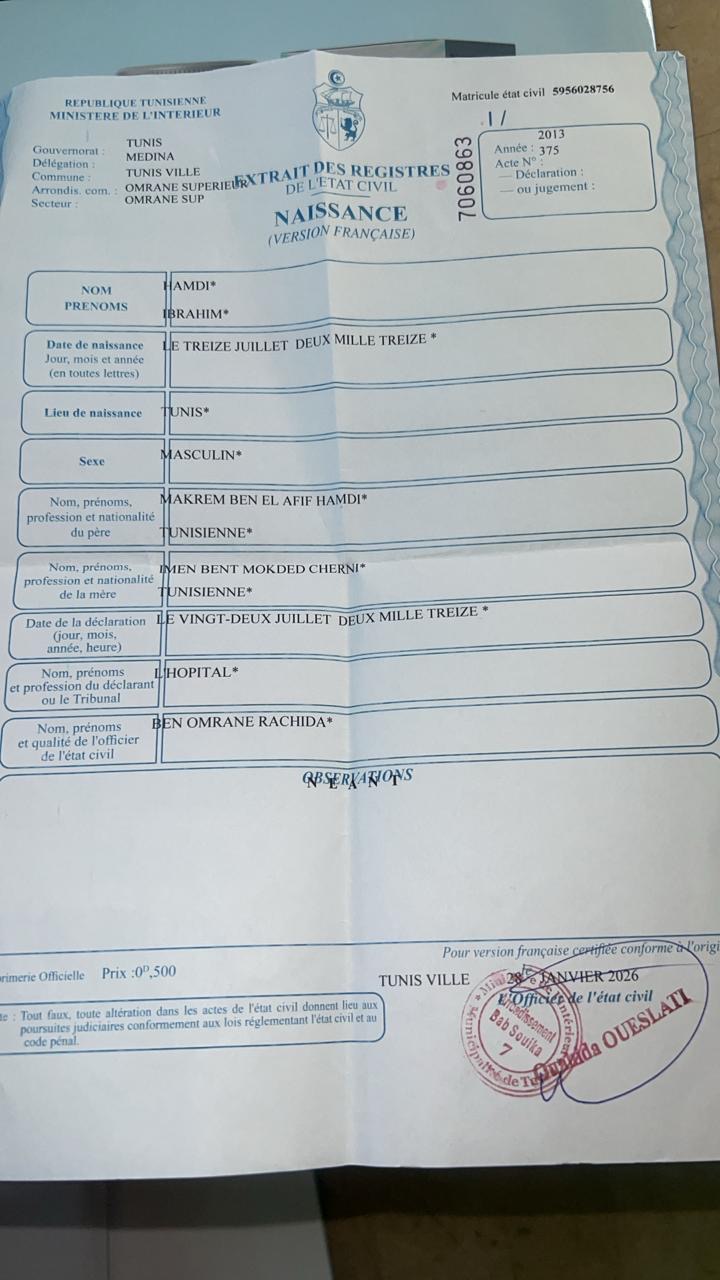 REPUBLIQUE TUNISIENNE
MINISTERE DE L'INTERIEUR
Matricule état civil 5956028756
Gouvernorat : TUNIS
Délégation : MEDINA
Commune : TUNIS VILLE
Arrondis. com. : OMRANE SUPERIEUR
Secteur : OMRANE SUP
EXTRAIT DES REGISTRES
DE L'ETAT CIVIL
NAISSANCE
(VERSION FRANÇAISE)
I/
7060863
2013
Année : 375
Acte N° :
— Déclaration :
— ou jugement :
NOM HAMDI*
PRENOMS IBRAHIM*
Date de naissance LE TREIZE JUILLET DEUX MILLE TREIZE *
Jour, mois et année
(en toutes lettres)
Lieu de naissance TUNIS*
Sexe MASCULIN*
Nom, prénoms, MAKREM BEN EL AFIF HAMDI*
profession et nationalité
du père TUNISIENNE*
Nom, prénoms, IMEN BENT MOKDED CHERNI*
profession et nationalité
de la mère TUNISIENNE*
Date de la déclaration LE VINGT-DEUX JUILLET DEUX MILLE TREIZE *
(jour, mois,
année, heure)
Nom, prénoms L'HOPITAL*
et profession du déclarant
ou le Tribunal
Nom, prénoms BEN OMRANE RACHIDA*
et qualité de l'officier
de l'état civil
OBSERVATIONS
N E A N T
Pour version française certifiée conforme à l'origi
rimerie Officielle Prix :0ᴰ,500
TUNIS VILLE 28 JANVIER 2026
L'Officier de l'état civil
te : Tout faux, toute altération dans les actes de l'état civil donnent lieu aux
poursuites judiciaires conformement aux lois réglementant l'état civil et au
code pénal.
Arrondissement
Bab Souika
7
OUESLATI